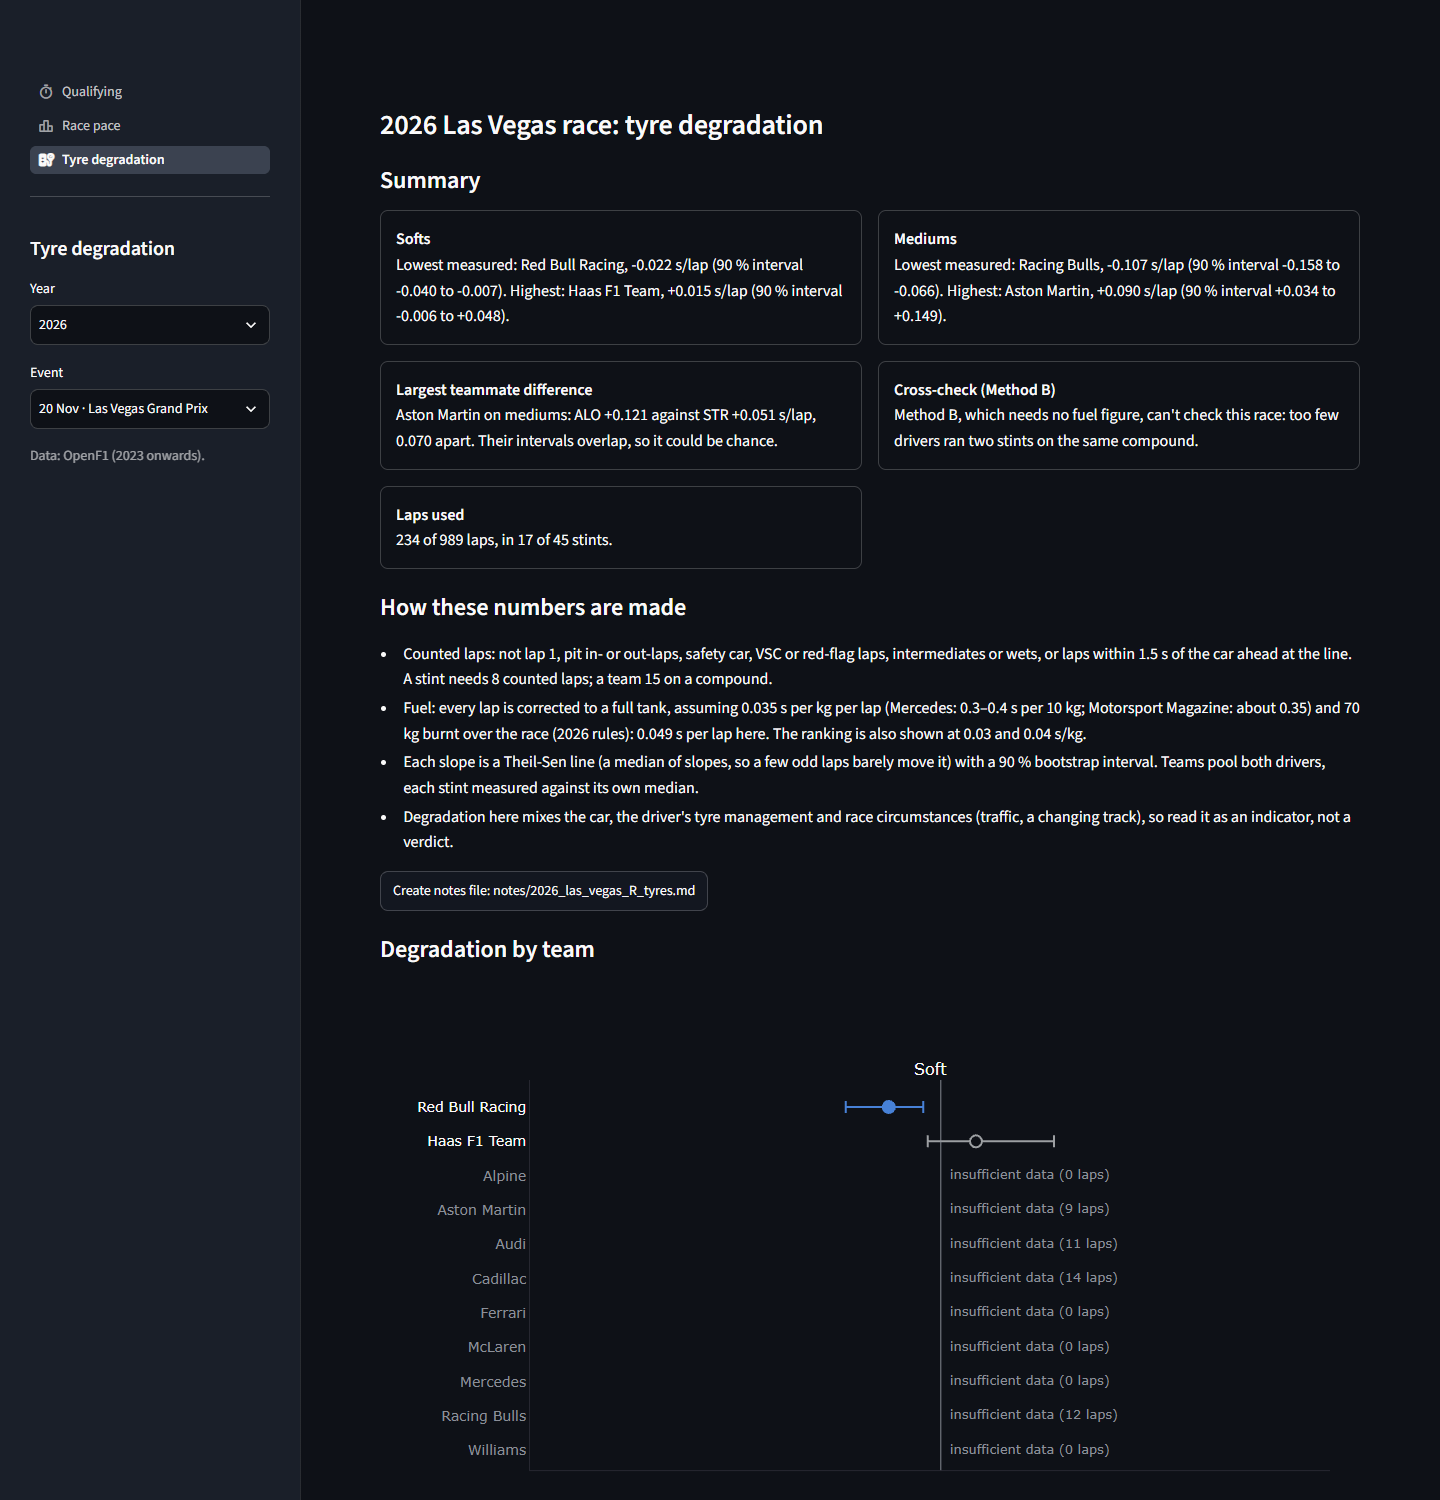 Qualifying
Race pace
Tyre degradation
Tyre degradation
Year
2026
Event
20 Nov · Las Vegas Grand Prix
Data: OpenF1 (2023 onwards).
2026 Las Vegas race: tyre degradation
Summary
Softs
Lowest measured: Red Bull Racing, -0.022 s/lap (90 % interval
-0.040 to -0.007). Highest: Haas F1 Team, +0.015 s/lap (90 % interval
-0.006 to +0.048).
Mediums
Lowest measured: Racing Bulls, -0.107 s/lap (90 % interval -0.158 to
-0.066). Highest: Aston Martin, +0.090 s/lap (90 % interval +0.034 to
+0.149).
Largest teammate difference
Aston Martin on mediums: ALO +0.121 against STR +0.051 s/lap,
0.070 apart. Their intervals overlap, so it could be chance.
Cross-check (Method B)
Method B, which needs no fuel figure, can't check this race: too few
drivers ran two stints on the same compound.
Laps used
234 of 989 laps, in 17 of 45 stints.
How these numbers are made
• Counted laps: not lap 1, pit in- or out-laps, safety car, VSC or red-flag laps, intermediates or wets, or laps within 1.5 s of the car ahead at the line.
A stint needs 8 counted laps; a team 15 on a compound.
• Fuel: every lap is corrected to a full tank, assuming 0.035 s per kg per lap (Mercedes: 0.3–0.4 s per 10 kg; Motorsport Magazine: about 0.35) and 70
kg burnt over the race (2026 rules): 0.049 s per lap here. The ranking is also shown at 0.03 and 0.04 s/kg.
• Each slope is a Theil-Sen line (a median of slopes, so a few odd laps barely move it) with a 90 % bootstrap interval. Teams pool both drivers,
each stint measured against its own median.
• Degradation here mixes the car, the driver's tyre management and race circumstances (traffic, a changing track), so read it as an indicator, not a
verdict.
Create notes file: notes/2026_las_vegas_R_tyres.md
Degradation by team
Soft
Red Bull Racing
Haas F1 Team
Alpine insufficient data (0 laps)
Aston Martin insufficient data (9 laps)
Audi insufficient data (11 laps)
Cadillac insufficient data (14 laps)
Ferrari insufficient data (0 laps)
McLaren insufficient data (0 laps)
Mercedes insufficient data (0 laps)
Racing Bulls insufficient data (12 laps)
Williams insufficient data (0 laps)